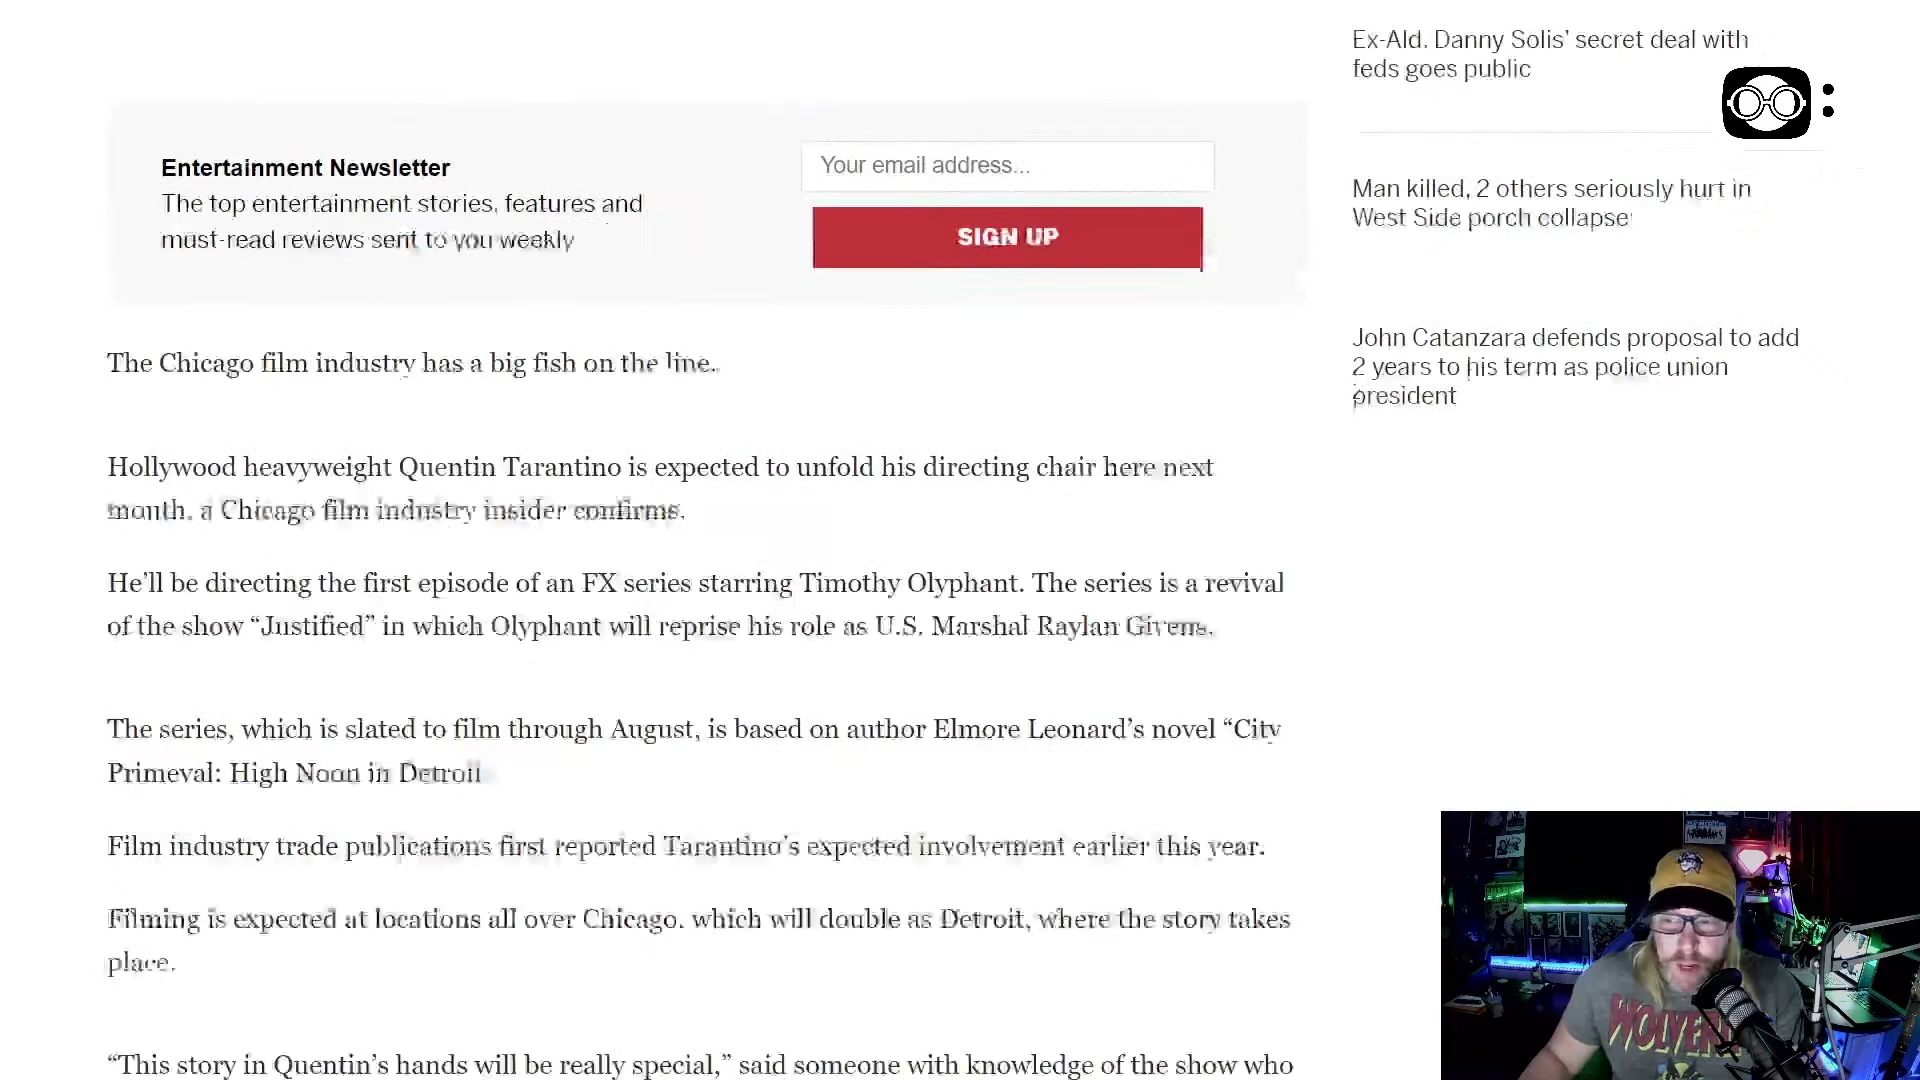 Ex-Ald. Danny Solis’ secret deal with
feds goes public
Man killed, 2 others seriously hurt in
West Side porch collapse
John Catanzara defends proposal to add
2 years to his term as police union
president
Entertainment Newsletter
The top entertainment stories, features and
must-read reviews sent to you weekly
Your email address...
SIGN UP
The Chicago film industry has a big fish on the line.
Hollywood heavyweight Quentin Tarantino is expected to unfold his directing chair here next
month, a Chicago film industry insider confirms.
He’ll be directing the first episode of an FX series starring Timothy Olyphant. The series is a revival
of the show “Justified” in which Olyphant will reprise his role as U.S. Marshal Raylan Givens.
The series, which is slated to film through August, is based on author Elmore Leonard’s novel “City
Primeval: High Noon in Detroit
Film industry trade publications first reported Tarantino’s expected involvement earlier this year.
Filming is expected at locations all over Chicago, which will double as Detroit, where the story takes
place.
“This story in Quentin’s hands will be really special,” said someone with knowledge of the show who